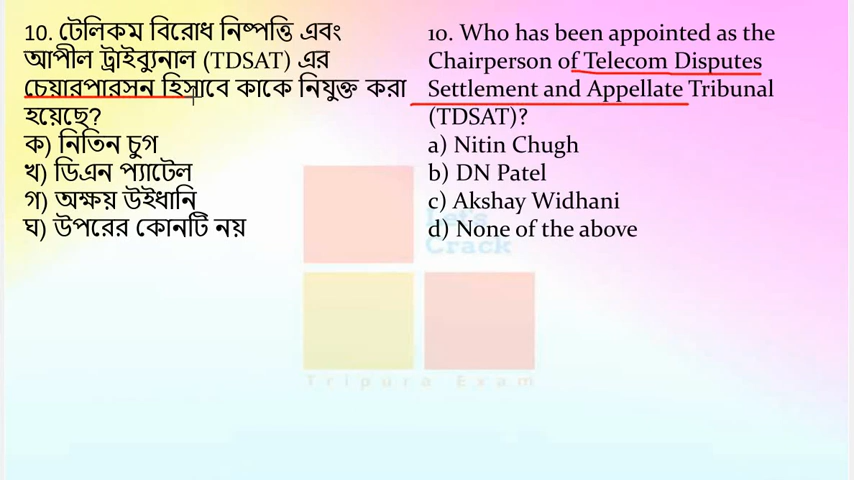 10. টেলিকম বিরোধ নিষ্পত্তি এবং
আপীল ট্রাইব্যুনাল (TDSAT) এর
চেয়ারপারসন হিসাবে কাকে নিযুক্ত করা
হয়েছে?
ক) নিতিন চুগ
খ) ডিএন প্যাটেল
গ) অক্ষয় উইধানি
ঘ) উপরের কোনটি নয়
10. Who has been appointed as the
Chairperson of Telecom Disputes
Settlement and Appellate Tribunal
(TDSAT)?
a) Nitin Chugh
b) DN Patel
c) Akshay Widhani
d) None of the above
Let's
Crack
Tripura Exam